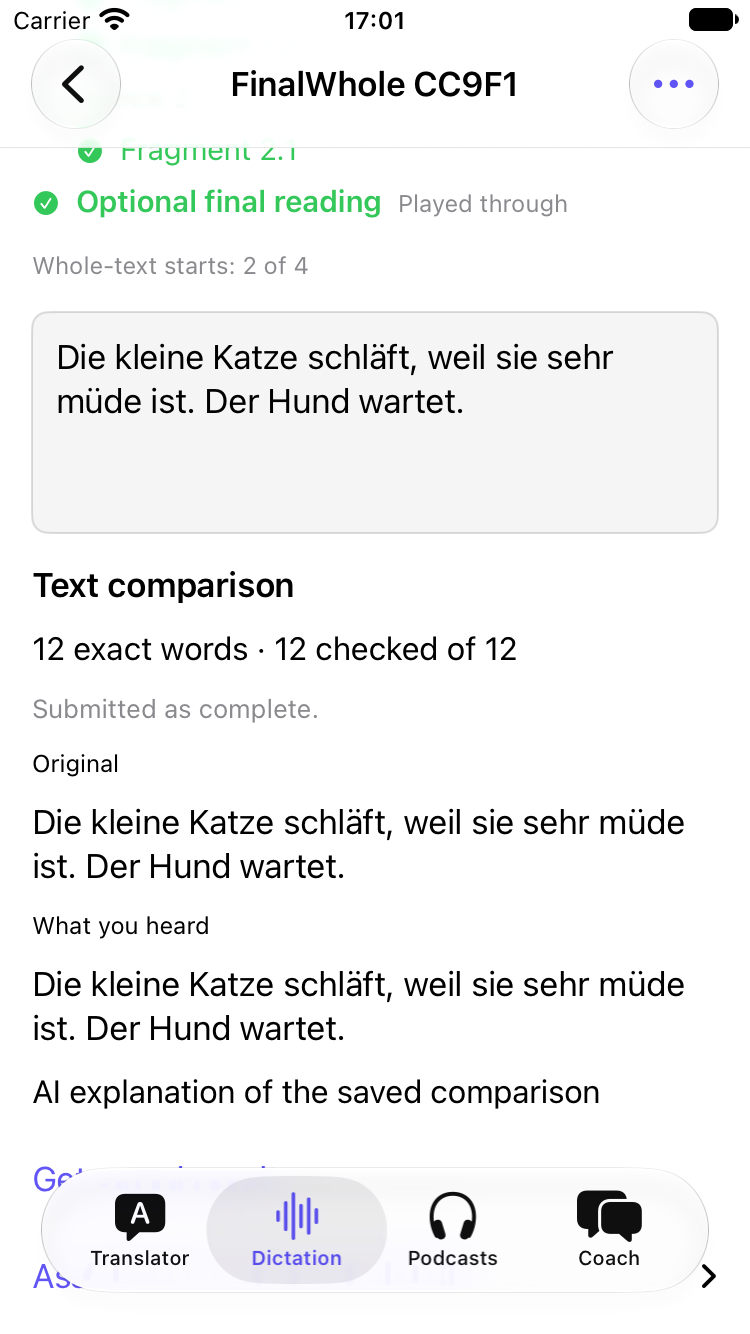 Carrier 17:01
FinalWhole CC9F1
Fragment 2.1
Optional final reading Played through
Whole-text starts: 2 of 4
Die kleine Katze schläft, weil sie sehr
müde ist. Der Hund wartet.
Text comparison
12 exact words · 12 checked of 12
Submitted as complete.
Original
Die kleine Katze schläft, weil sie sehr müde
ist. Der Hund wartet.
What you heard
Die kleine Katze schläft, weil sie sehr müde
ist. Der Hund wartet.
AI explanation of the saved comparison
A
Translator Dictation Podcasts Coach